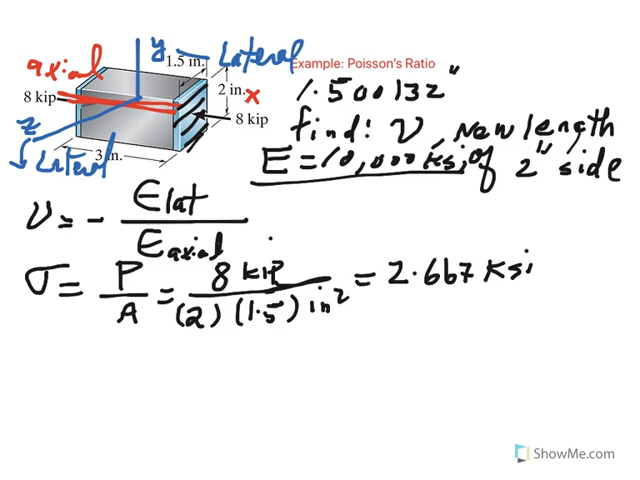 Example: Poisson's Ratio
axial
y
Lateral
1.5 in.
8 kip
2 in.
x
8 kip
z
Lateral
3 in.
1.500132"
find: ν, New length
E = 10,000 ksi of 2" side
ν = - ϵlat / ϵaxial
σ = P / A = 8 kip / (2)(1.5) in² = 2.667 ksi
ShowMe.com